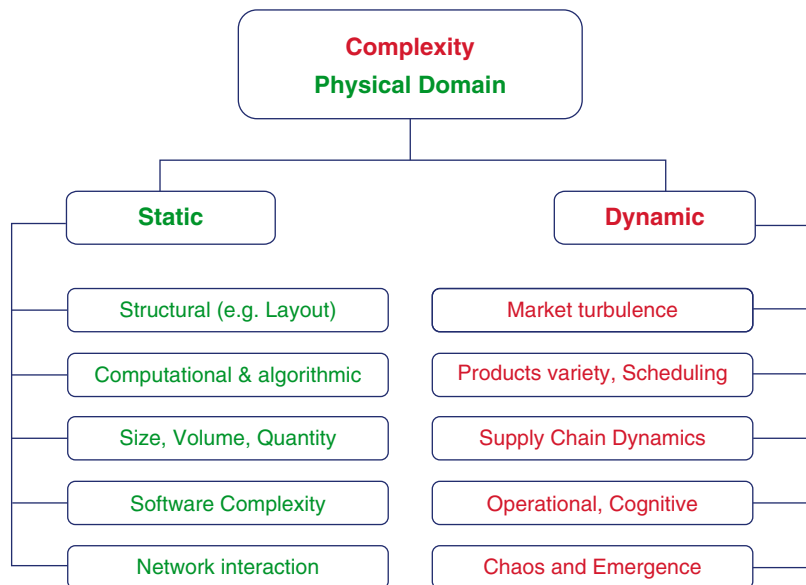 Complexity
Physical Domain
Static
Dynamic
Structural (e.g. Layout)
Market turbulence
Computational & algorithmic
Products variety, Scheduling
Size, Volume, Quantity
Supply Chain Dynamics
Software Complexity
Operational, Cognitive
Network interaction
Chaos and Emergence